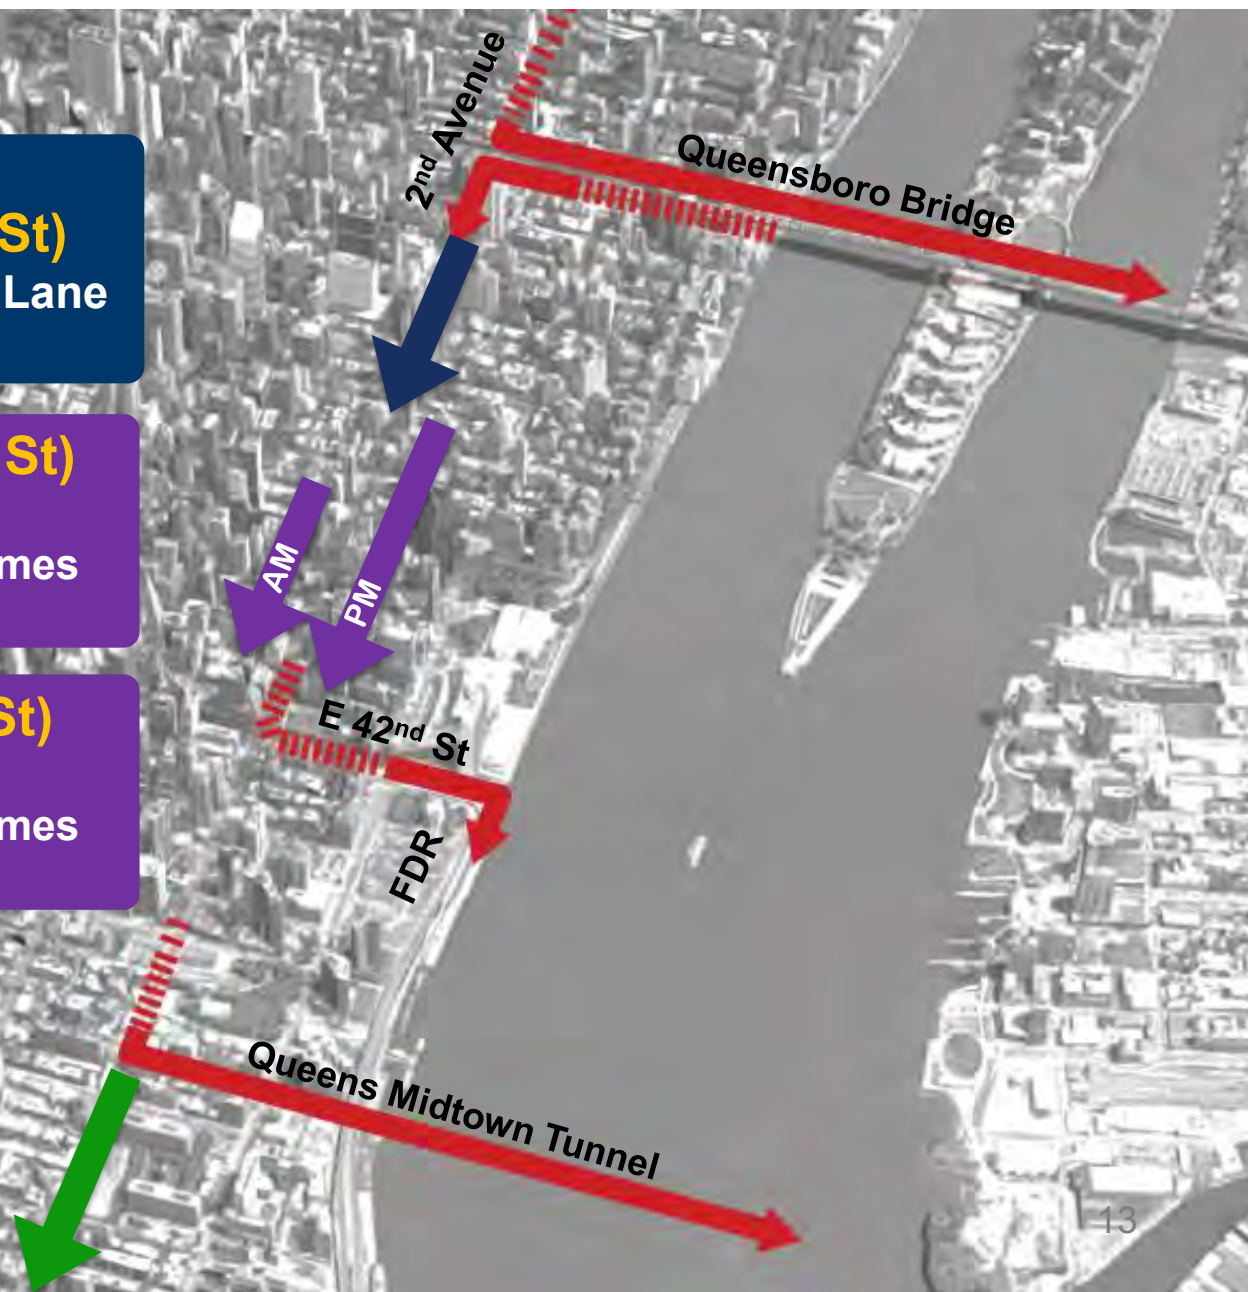 2nd Avenue
Queensboro Bridge
St)
Lane
St)
mes
AM
PM
E 42nd St
St)
mes
FDR
Queens Midtown Tunnel
13